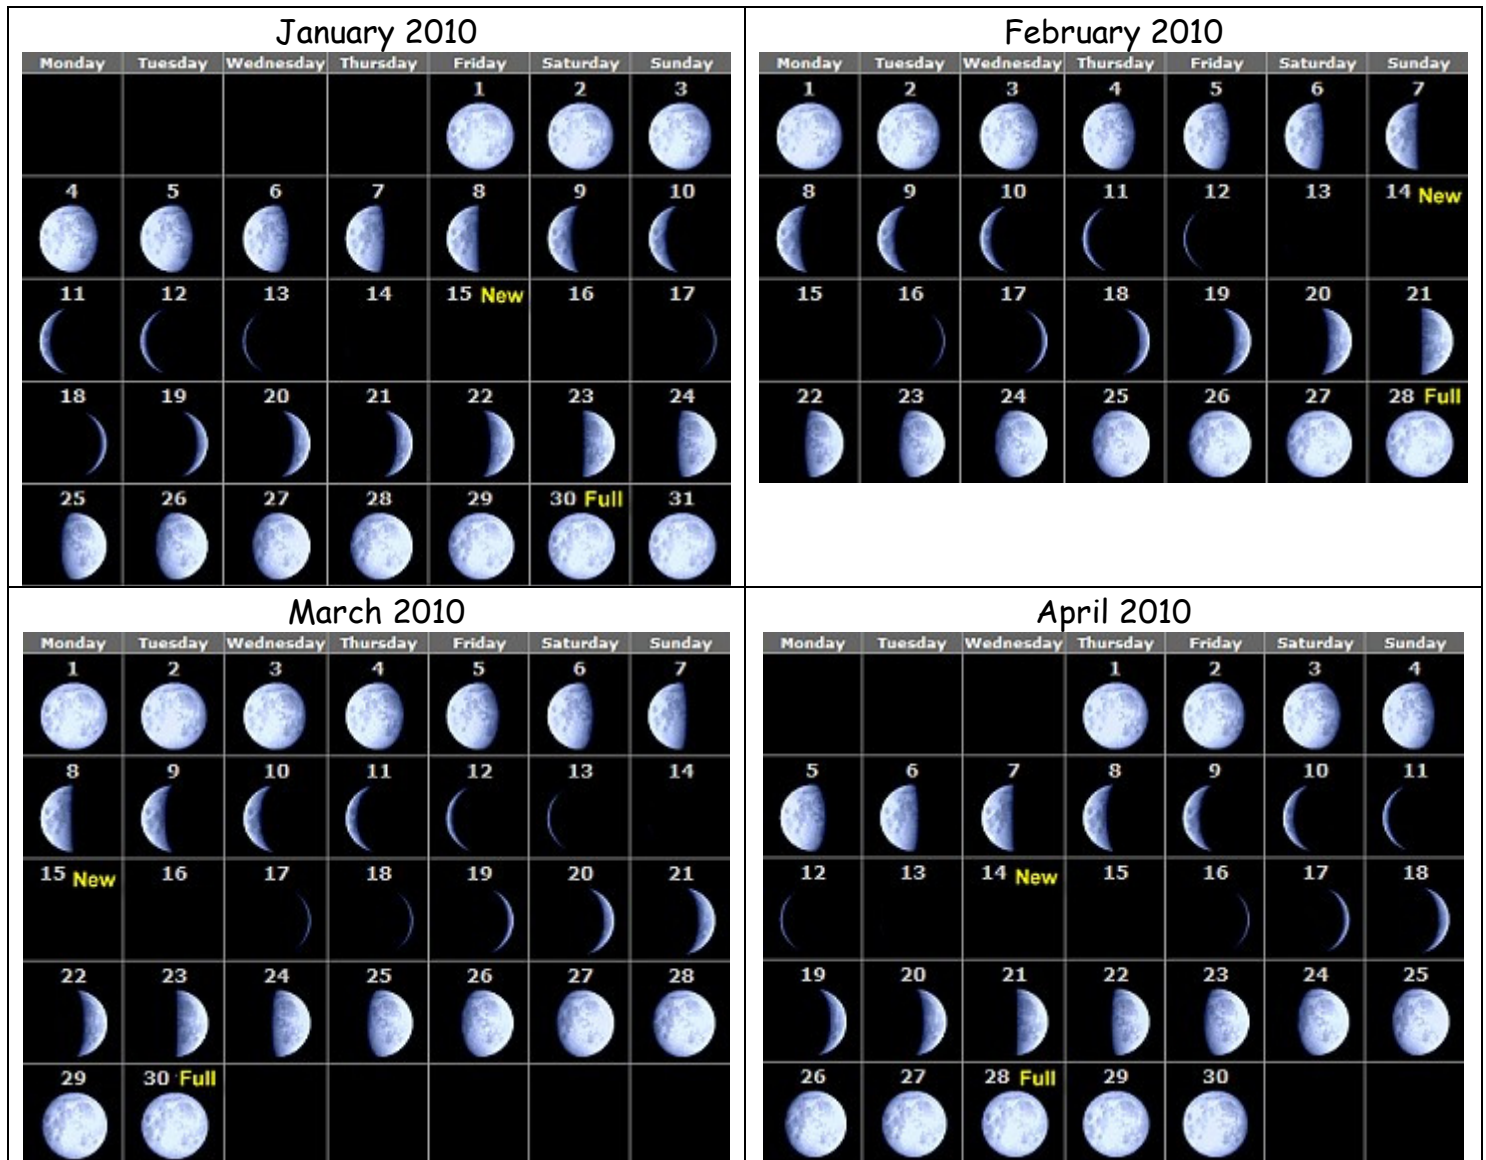 January 2010
Monday Tuesday Wednesday Thursday Friday Saturday Sunday
1 2 3
4 5 6 7 8 9 10
11 12 13 14 15 New 16 17
18 19 20 21 22 23 24
25 26 27 28 29 30 Full 31
February 2010
Monday Tuesday Wednesday Thursday Friday Saturday Sunday
1 2 3 4 5 6 7
8 9 10 11 12 13 14 New
15 16 17 18 19 20 21
22 23 24 25 26 27 28 Full
March 2010
Monday Tuesday Wednesday Thursday Friday Saturday Sunday
1 2 3 4 5 6 7
8 9 10 11 12 13 14
15 New 16 17 18 19 20 21
22 23 24 25 26 27 28
29 30 Full
April 2010
Monday Tuesday Wednesday Thursday Friday Saturday Sunday
1 2 3 4
5 6 7 8 9 10 11
12 13 14 New 15 16 17 18
19 20 21 22 23 24 25
26 27 28 Full 29 30